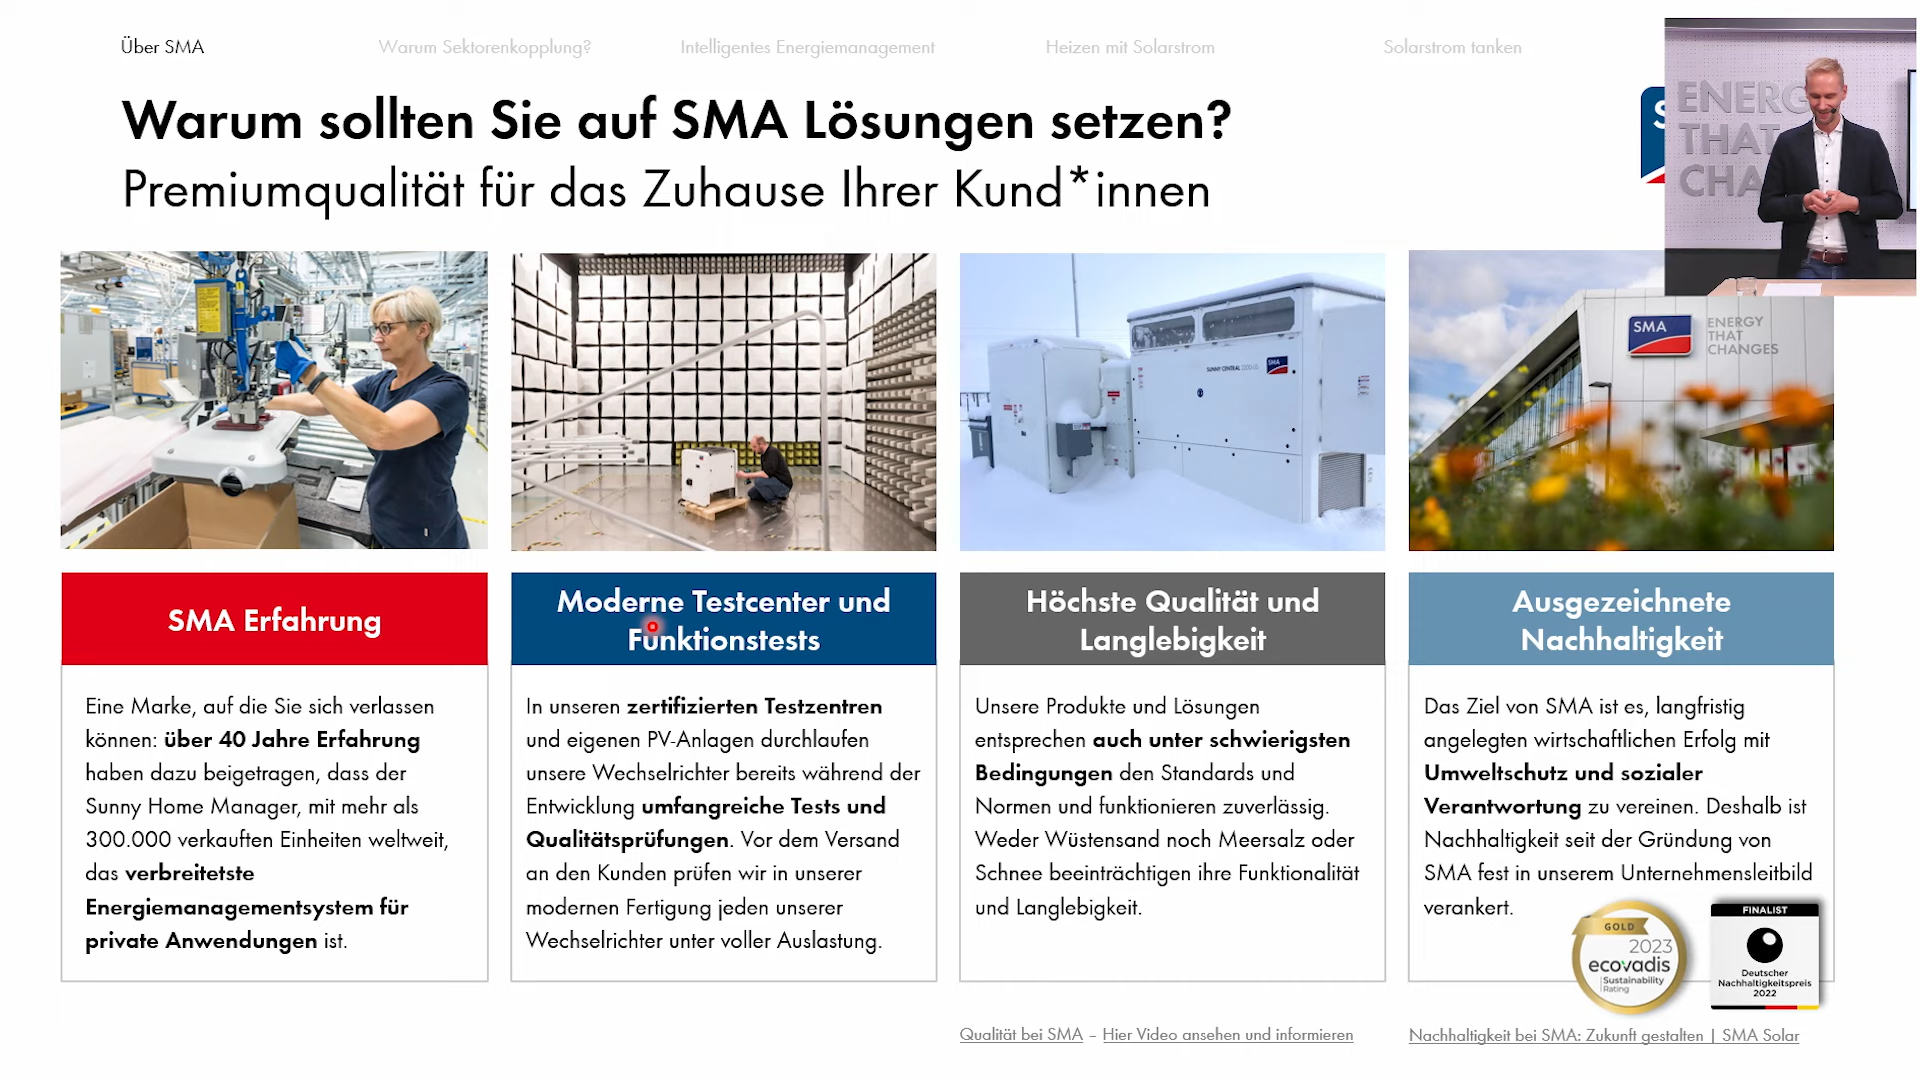 Über SMA
Warum Sektorenkopplung?
Intelligentes Energiemanagement
Heizen mit Solarstrom
Solarstrom tanken
Warum sollten Sie auf SMA Lösungen setzen?
Premiumqualität für das Zuhause Ihrer Kund*innen
ENERG
THAT
CHA
SUNNY CENTRAL
SMA
SMA
ENERGY
THAT
CHANGES
SMA Erfahrung
Eine Marke, auf die Sie sich verlassen
können: über 40 Jahre Erfahrung
haben dazu beigetragen, dass der
Sunny Home Manager, mit mehr als
300.000 verkauften Einheiten weltweit,
das verbreitetste
Energiemanagementsystem für
private Anwendungen ist.
Moderne Testcenter und
Funktionstests
In unseren zertifizierten Testzentren
und eigenen PV-Anlagen durchlaufen
unsere Wechselrichter bereits während der
Entwicklung umfangreiche Tests und
Qualitätsprüfungen. Vor dem Versand
an den Kunden prüfen wir in unserer
modernen Fertigung jeden unserer
Wechselrichter unter voller Auslastung.
Höchste Qualität und
Langlebigkeit
Unsere Produkte und Lösungen
entsprechen auch unter schwierigsten
Bedingungen den Standards und
Normen und funktionieren zuverlässig.
Weder Wüstensand noch Meersalz oder
Schnee beeinträchtigen ihre Funktionalität
und Langlebigkeit.
Ausgezeichnete
Nachhaltigkeit
Das Ziel von SMA ist es, langfristig
angelegten wirtschaftlichen Erfolg mit
Umweltschutz und sozialer
Verantwortung zu vereinen. Deshalb ist
Nachhaltigkeit seit der Gründung von
SMA fest in unserem Unternehmensleitbild
verankert.
GOLD
2023
ecovadis
Sustainability
Rating
FINALIST
Deutscher
Nachhaltigkeitspreis
2022
Qualität bei SMA – Hier Video ansehen und informieren
Nachhaltigkeit bei SMA: Zukunft gestalten | SMA Solar